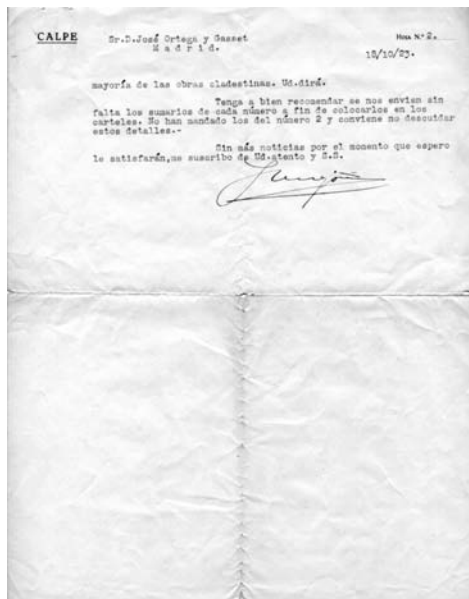 CALPE
Sr.D.José Ortega y Gasset
Hoja N.º 2.
Madrid.
18/10/23.
mayoría de las obras cladestinas. Ud.dirá.
Tenga a bien recomendar se nos envien sin
falta los sumarios de cada número a fin de colocarlos en los
carteles. No han mandado los del número 2 y conviene no descuidar
estos detalles.-
Sin más noticias por el momento que espero
le satisfarán,me suscribo de Ud.atento y S.S.